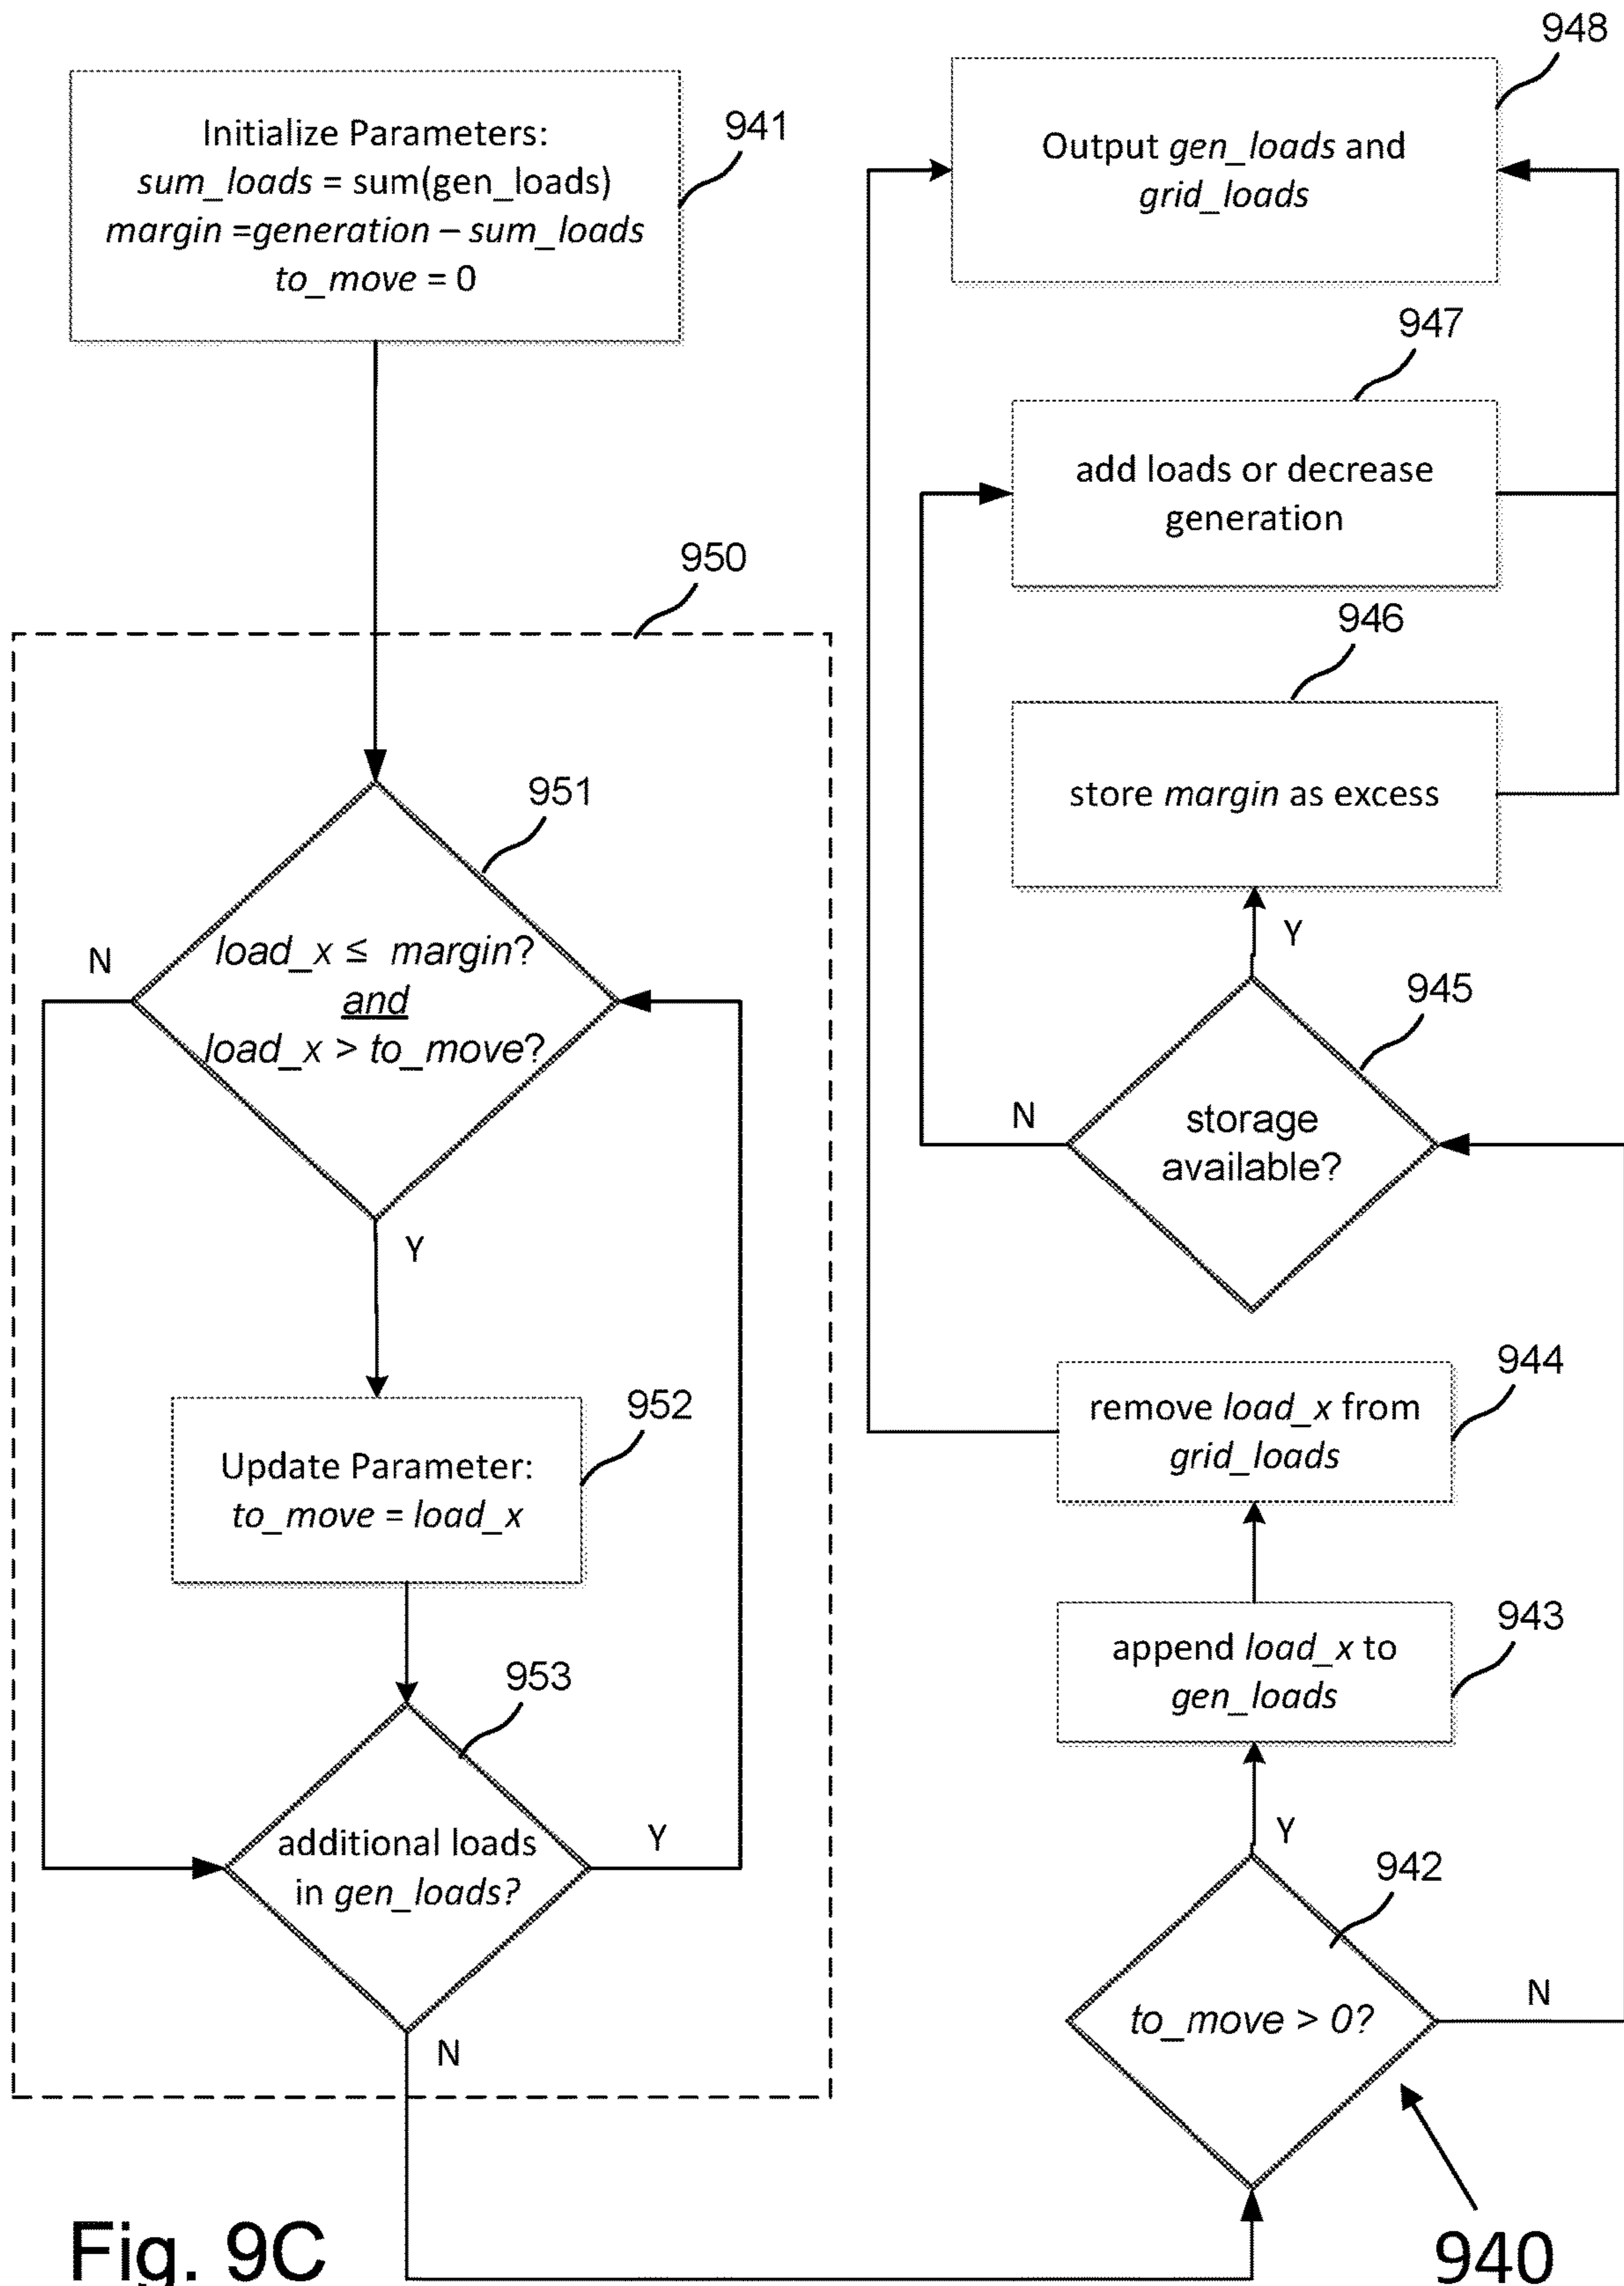 941
Initialize Parameters:
sum_loads = sum(gen_loads)
margin =generation – sum_loads
to_move = 0
950
951
load_x ≤ margin?
and
load_x > to_move?
N
Y
952
Update Parameter:
to_move = load_x
953
additional loads
in gen_loads?
Y
N
948
Output gen_loads and
grid_loads
947
add loads or decrease
generation
946
store margin as excess
Y
945
storage
available?
N
944
remove load_x from
grid_loads
943
append load_x to
gen_loads
Y
942
to_move > 0?
N
940
Fig. 9C